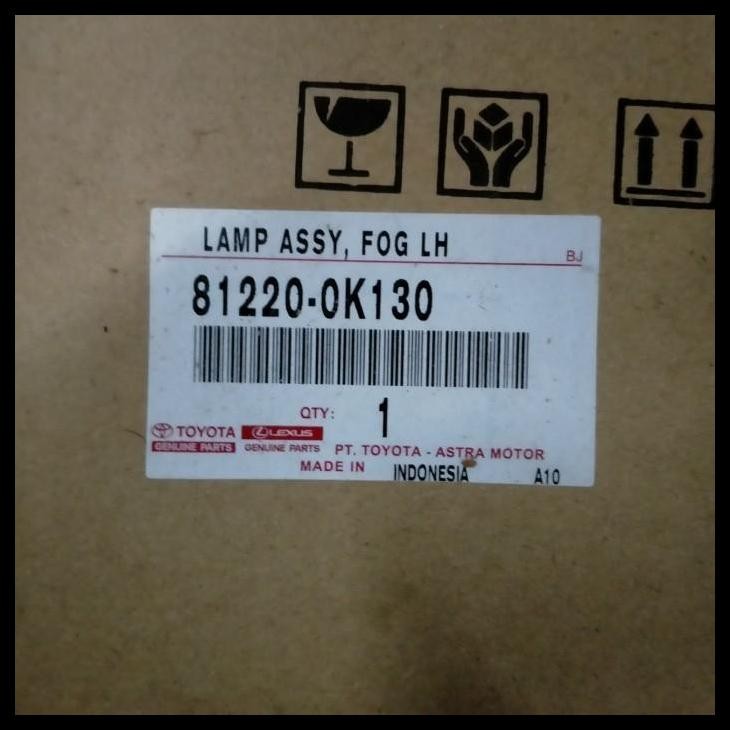 LAMP ASSY, FOG LH
BJ
81220-0K130
QTY: 1
TOYOTA LEXUS
GENUINE PARTS GENUINE PARTS PT. TOYOTA - ASTRA MOTOR
MADE IN INDONESIA A10